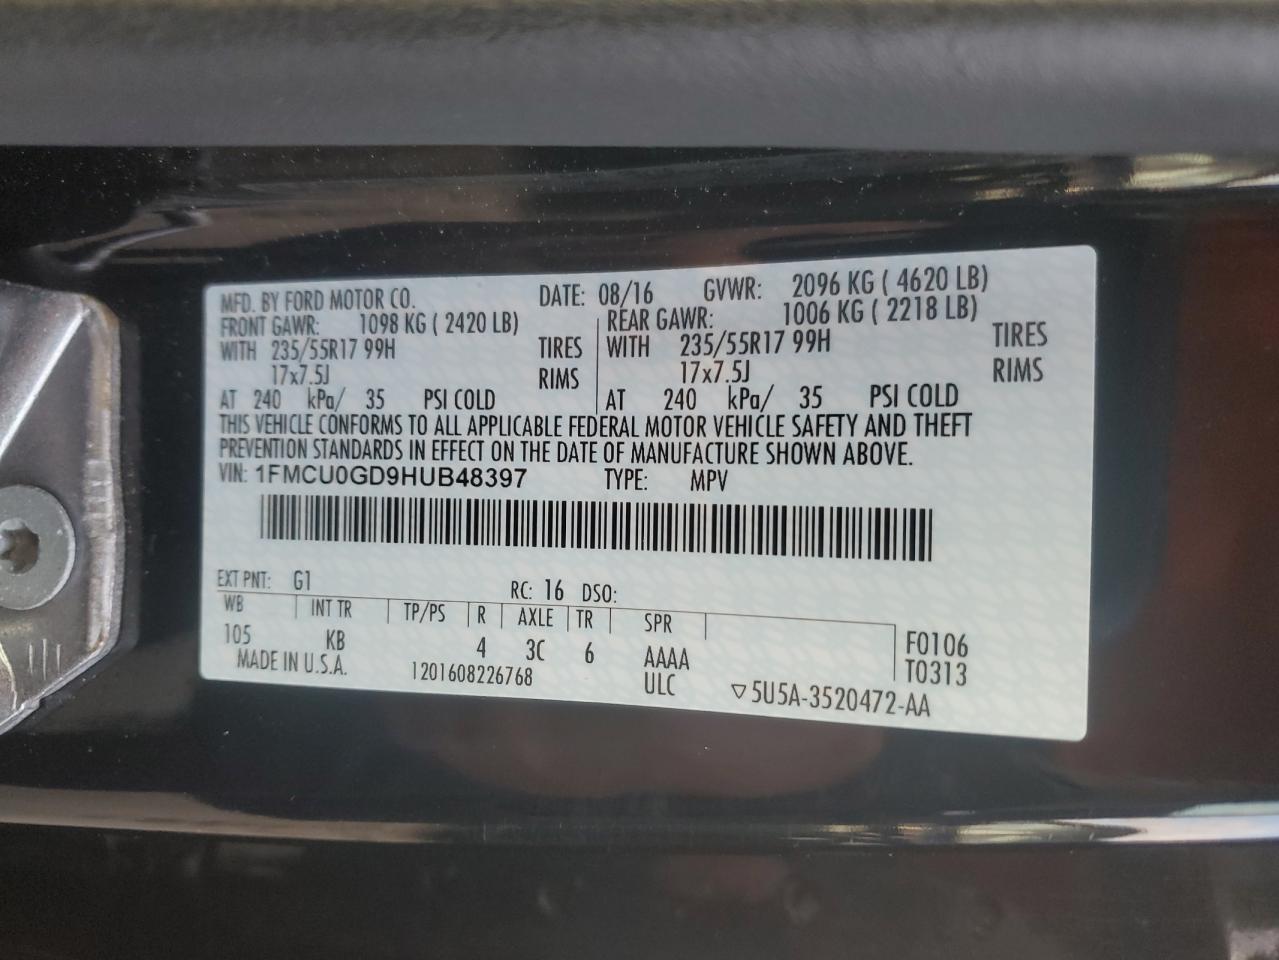 MFD. BY FORD MOTOR CO. DATE: 08/16 GVWR: 2096 KG ( 4620 LB)
FRONT GAWR: 1098 KG ( 2420 LB) REAR GAWR: 1006 KG ( 2218 LB)
WITH 235/55R17 99H TIRES WITH 235/55R17 99H TIRES
17x7.5J RIMS 17x7.5J RIMS
AT 240 kPa/ 35 PSI COLD AT 240 kPa/ 35 PSI COLD
THIS VEHICLE CONFORMS TO ALL APPLICABLE FEDERAL MOTOR VEHICLE SAFETY AND THEFT
PREVENTION STANDARDS IN EFFECT ON THE DATE OF MANUFACTURE SHOWN ABOVE.
VIN: 1FMCU0GD9HUB48397 TYPE: MPV
EXT PNT: G1 RC: 16 DSO:
WB INT TR TP/PS R AXLE TR SPR
105 KB 4 3C 6 AAAA F0106
MADE IN U.S.A. 1201608226768 ULC T0313
▽5U5A-3520472-AA